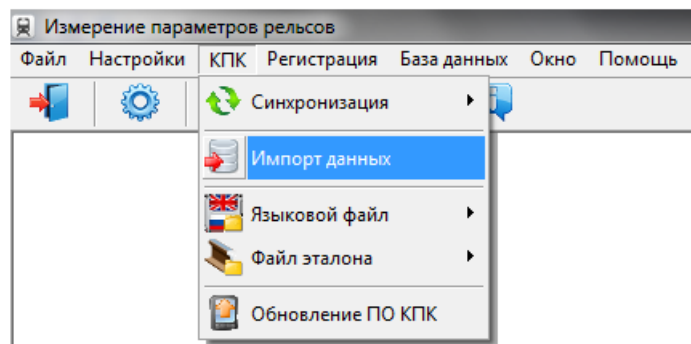 Измерение параметров рельсов
Файл Настройки КПК Регистрация База данных Окно Помощь
Синхронизация
Импорт данных
Языковой файл
Файл эталона
Обновление ПО КПК